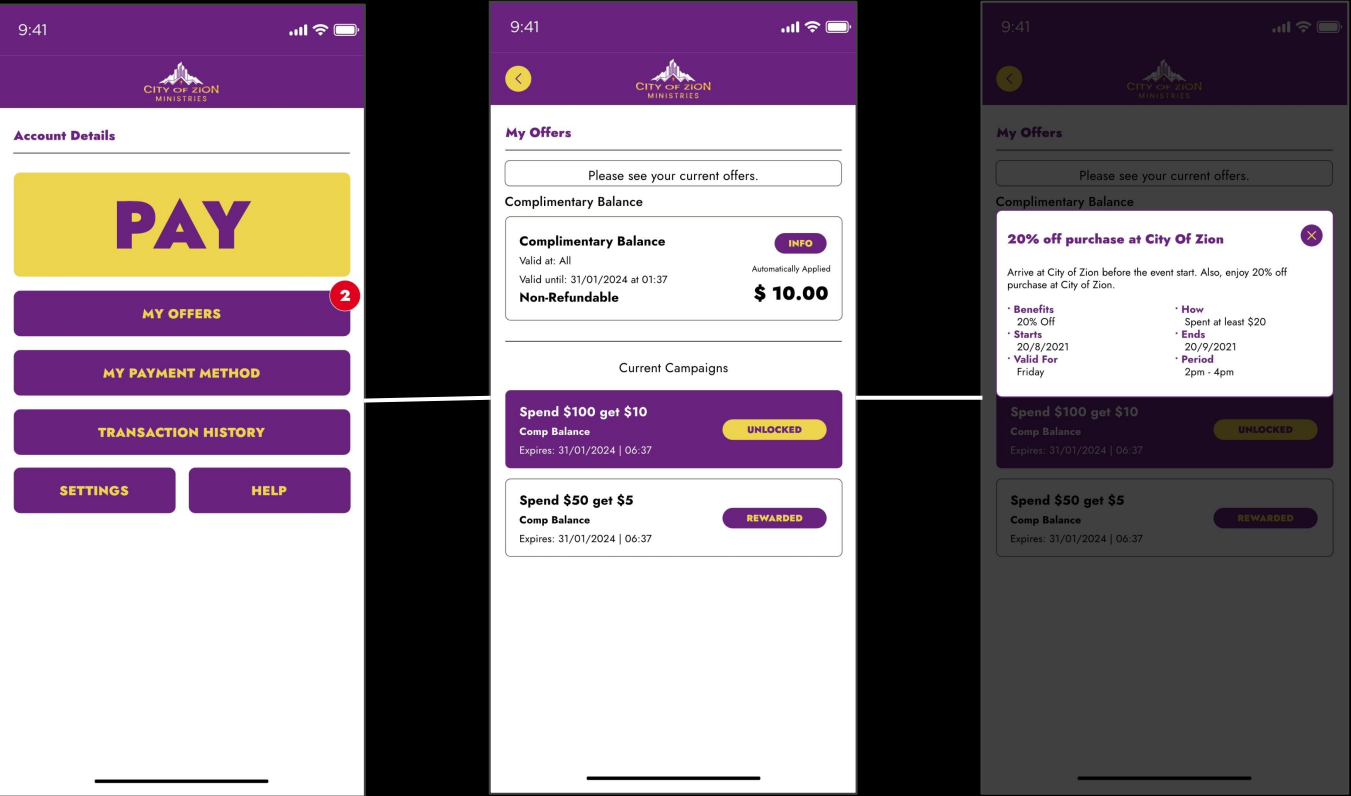 9:41
CITY OF ZION
MINISTRIES
Account Details
PAY
2
MY OFFERS
MY PAYMENT METHOD
TRANSACTION HISTORY
SETTINGS
HELP
9:41
CITY OF ZION
MINISTRIES
My Offers
Please see your current offers.
Complimentary Balance
Complimentary Balance
INFO
Valid at: All
Automatically Applied
Valid until: 31/01/2024 at 01:37
Non-Refundable
$ 10.00
Current Campaigns
Spend $100 get $10
Comp Balance
UNLOCKED
Expires: 31/01/2024 | 06:37
Spend $50 get $5
Comp Balance
REWARDED
Expires: 31/01/2024 | 06:37
9:41
CITY OF ZION
MINISTRIES
My Offers
Please see your current offers.
Complimentary Balance
20% off purchase at City Of Zion
Arrive at City of Zion before the event start. Also, enjoy 20% off
purchase at City of Zion.
· Benefits
20% Off
· Starts
20/8/2021
· Valid For
Friday
· How
Spent at least $20
· Ends
20/9/2021
· Period
2pm - 4pm
Spend $100 get $10
Comp Balance
UNLOCKED
Expires: 31/01/2024 | 06:37
Spend $50 get $5
Comp Balance
REWARDED
Expires: 31/01/2024 | 06:37